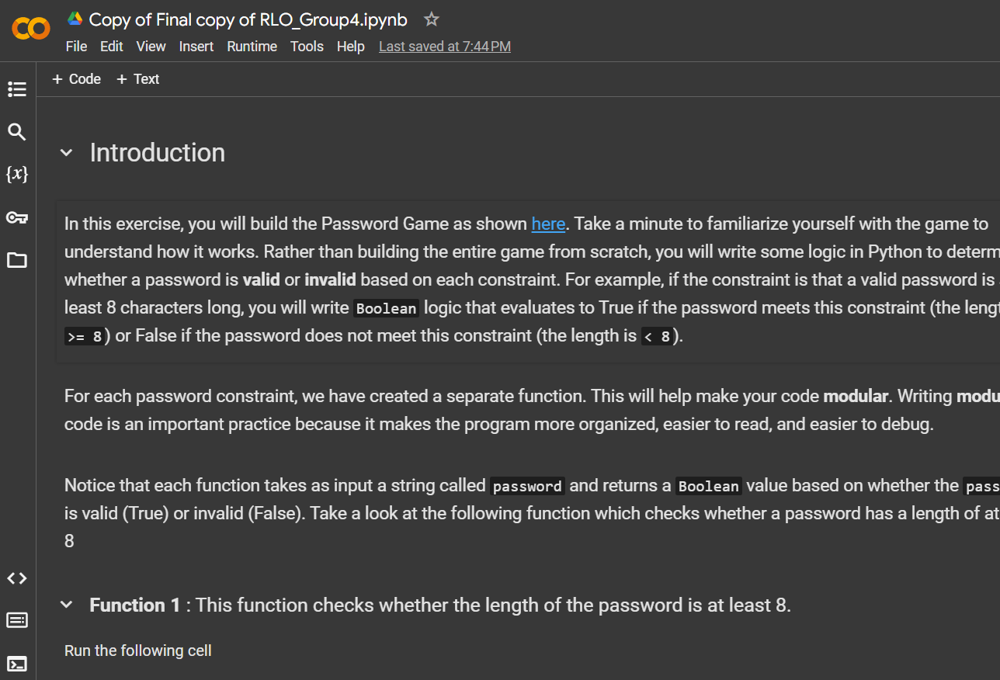 Copy of Final copy of RLO_Group4.ipynb
File Edit View Insert Runtime Tools Help Last saved at 7:44 PM
+ Code + Text
Introduction
In this exercise, you will build the Password Game as shown here. Take a minute to familiarize yourself with the game to
understand how it works. Rather than building the entire game from scratch, you will write some logic in Python to determ
whether a password is valid or invalid based on each constraint. For example, if the constraint is that a valid password is
least 8 characters long, you will write Boolean logic that evaluates to True if the password meets this constraint (the lengt
>= 8) or False if the password does not meet this constraint (the length is < 8).
For each password constraint, we have created a separate function. This will help make your code modular. Writing modu
code is an important practice because it makes the program more organized, easier to read, and easier to debug.
Notice that each function takes as input a string called password and returns a Boolean value based on whether the pass
is valid (True) or invalid (False). Take a look at the following function which checks whether a password has a length of at
8
{x}
Function 1 : This function checks whether the length of the password is at least 8.
Run the following cell